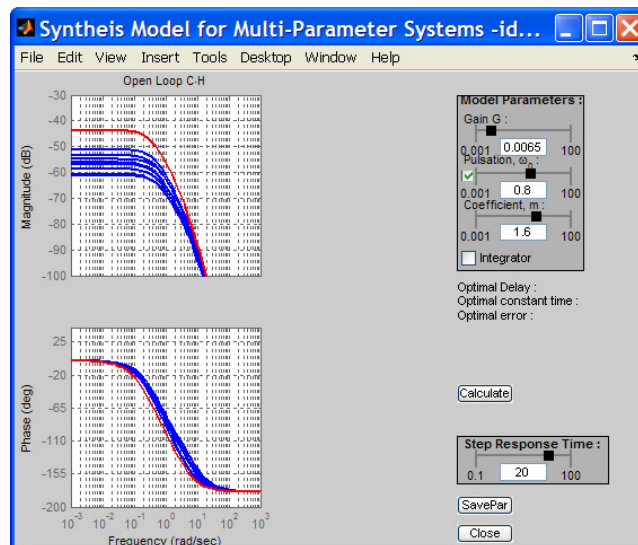 Syntheis Model for Multi-Parameter Systems -id...
File Edit View Insert Tools Desktop Window Help
Open Loop C-H
-30
-40
-50
-60
-70
-80
-90
-100
Magnitude (dB)
25
-20
-65
-110
-155
-200
Phase (deg)
10^-3 10^-2 10^-1 10^0 10^1 10^2 10^3
Frequency (rad/sec)
Model Parameters :
Gain G :
0.001 0.0065 100
Pulsation, ωn :
0.001 0.8 100
Coefficient, m :
0.001 1.6 100
Integrator
Optimal Delay :
Optimal constant time :
Optimal error :
Calculate
Step Response Time :
0.1 20 100
SavePar
Close